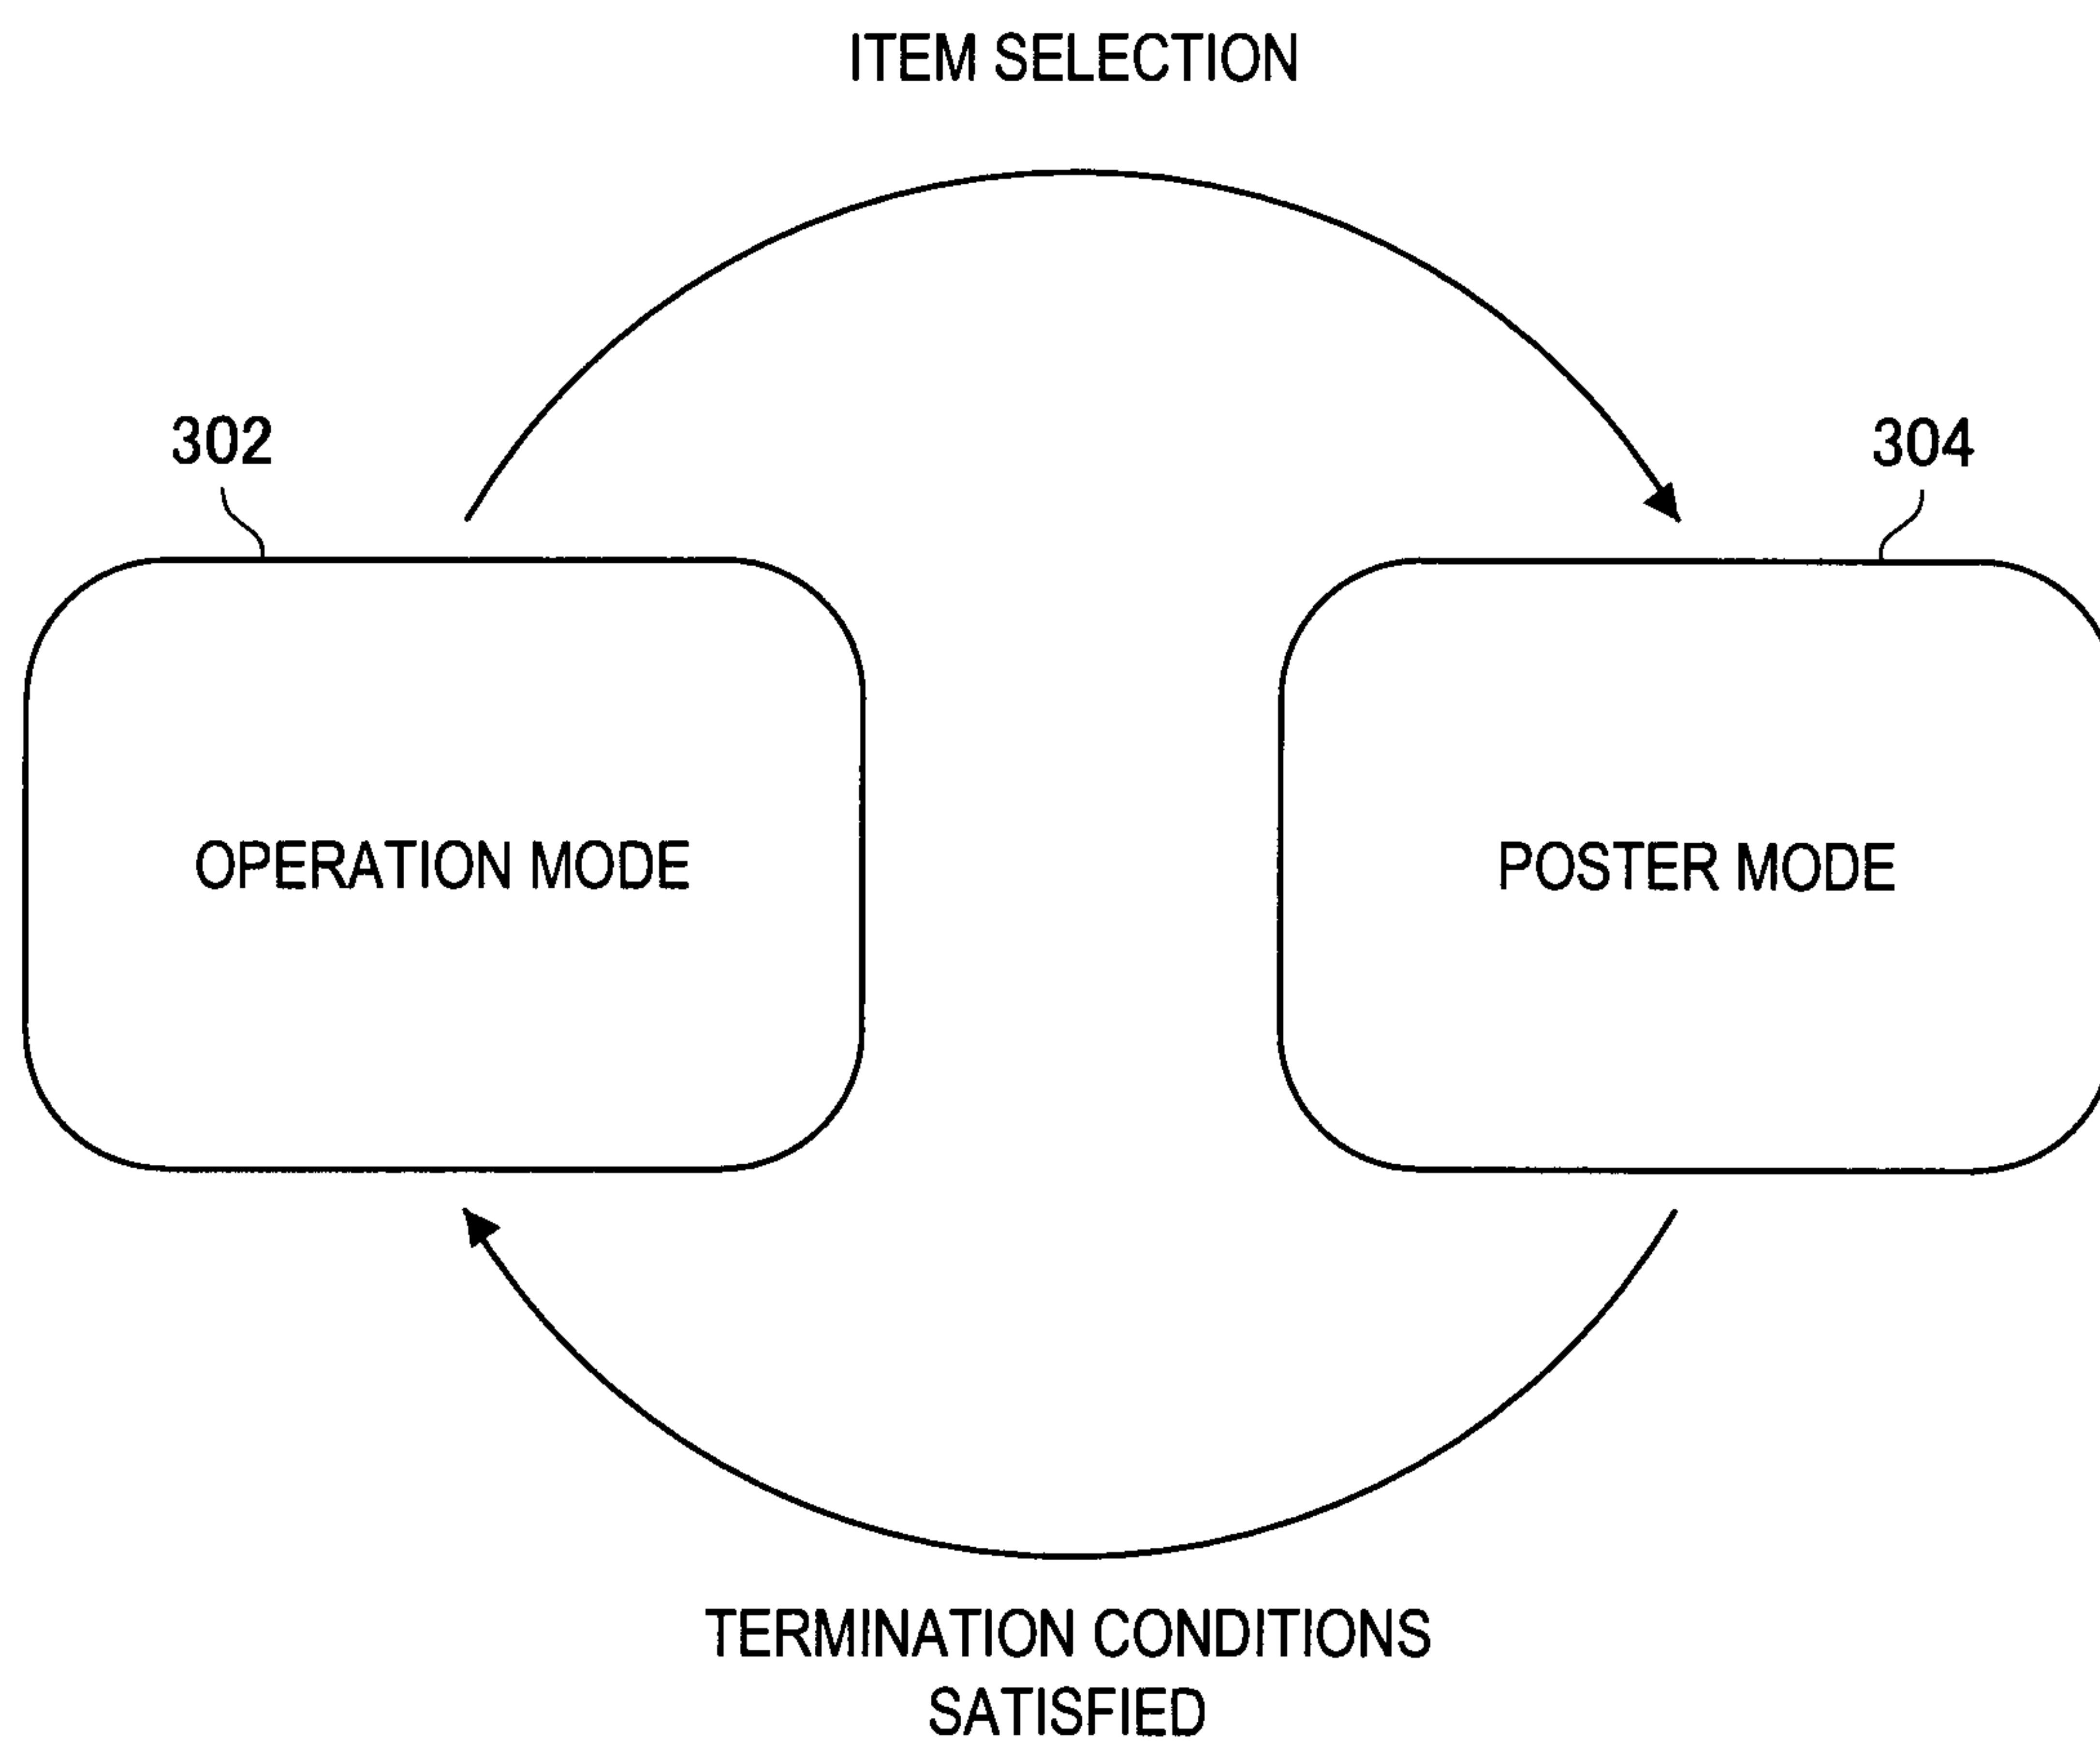 ITEM SELECTION
302
304
OPERATION MODE
POSTER MODE
TERMINATION CONDITIONS
SATISFIED